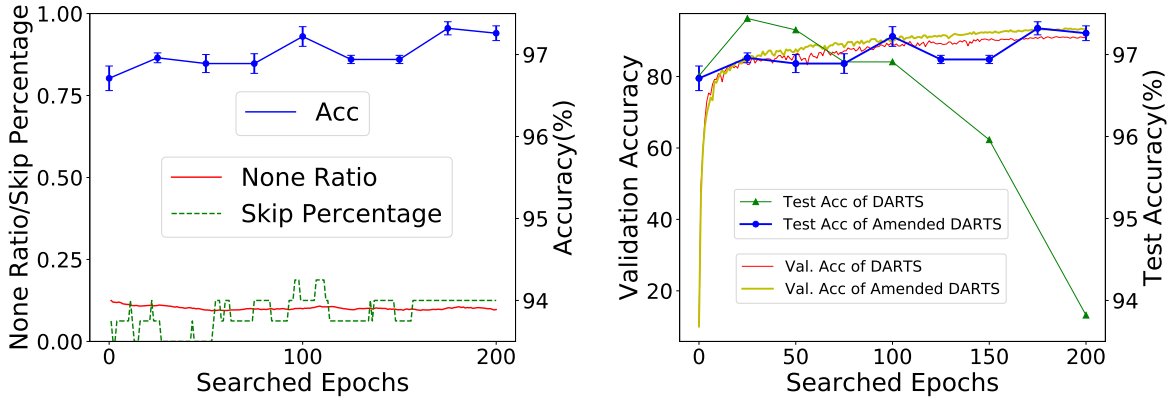 None Ratio/Skip Percentage
1.00
0.75
0.50
0.25
0.00
Acc
None Ratio
Skip Percentage
97
96
95
94
Accuracy(%)
0
100
200
Searched Epochs
Validation Accuracy
80
60
40
20
Test Acc of DARTS
Test Acc of Amended DARTS
Val. Acc of DARTS
Val. Acc of Amended DARTS
97
96
95
94
Test Accuracy(%)
0
50
100
150
200
Searched Epochs